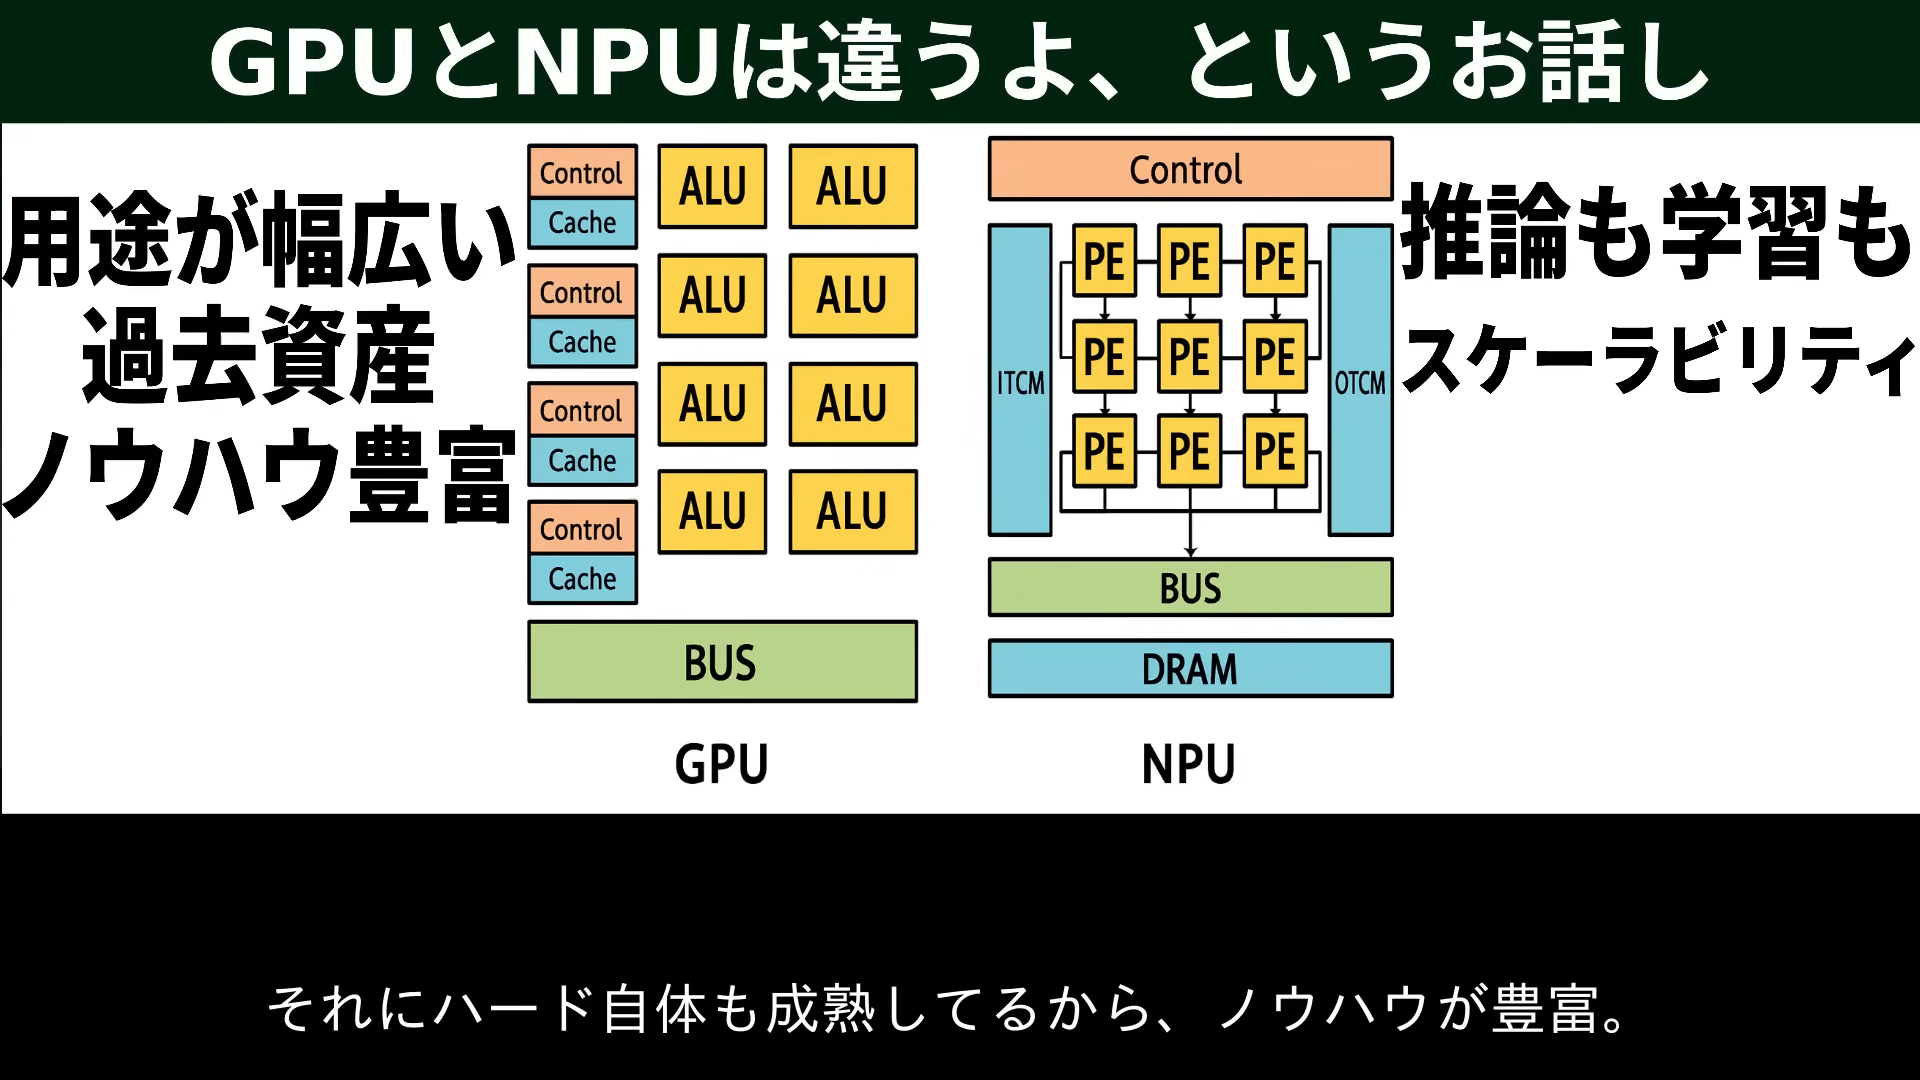 GPUとNPUは違うよ、というお話し
用途が幅広い
過去資産
ノウハウ豊富
Control
Cache
Control
Cache
Control
Cache
Control
Cache
ALU ALU
ALU ALU
ALU ALU
ALU ALU
BUS
GPU
Control
ITCM
PE PE PE
PE PE PE
PE PE PE
OTCM
BUS
DRAM
NPU
推論も学習も
スケーラビリティ
それにハード自体も成熟してるから、ノウハウが豊富。